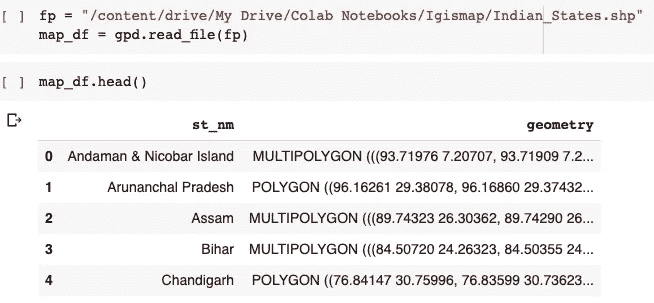 [ ] fp = "/content/drive/My Drive/Colab Notebooks/Igismap/Indian_States.shp"
map_df = gpd.read_file(fp)
[ ] map_df.head()
st_nm geometry
0 Andaman & Nicobar Island MULTIPOLYGON (((93.71976 7.20707, 93.71909 7.2...
1 Arunanchal Pradesh POLYGON ((96.16261 29.38078, 96.16860 29.37432...
2 Assam MULTIPOLYGON (((89.74323 26.30362, 89.74290 26...
3 Bihar MULTIPOLYGON (((84.50720 24.26323, 84.50355 24...
4 Chandigarh POLYGON ((76.84147 30.75996, 76.83599 30.73623...